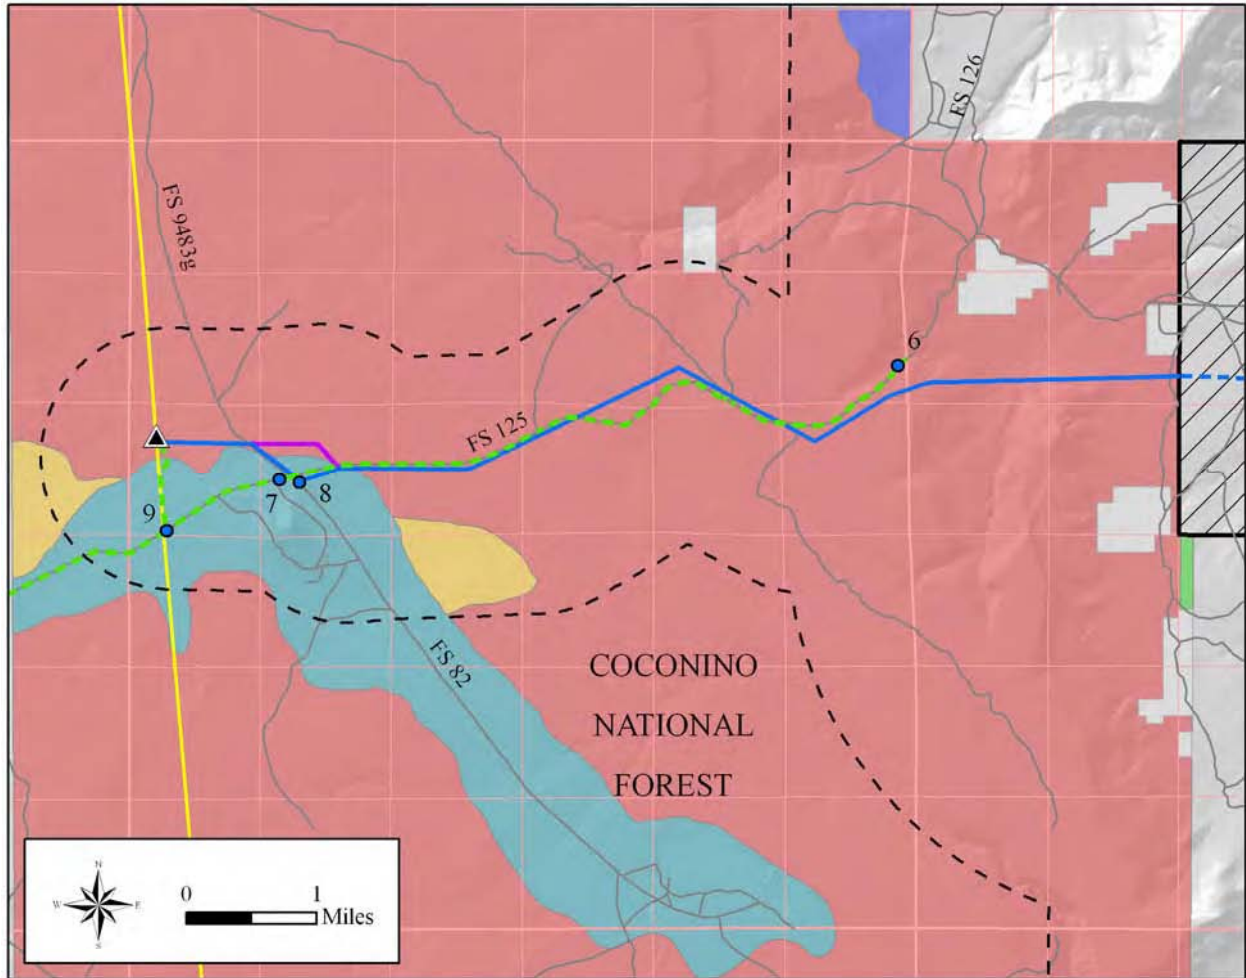 FS 126
FS 9483g
6
FS 125
7
8
9
FS 82
COCONINO
NATIONAL
FOREST
N
W
E
S
0
1
Miles